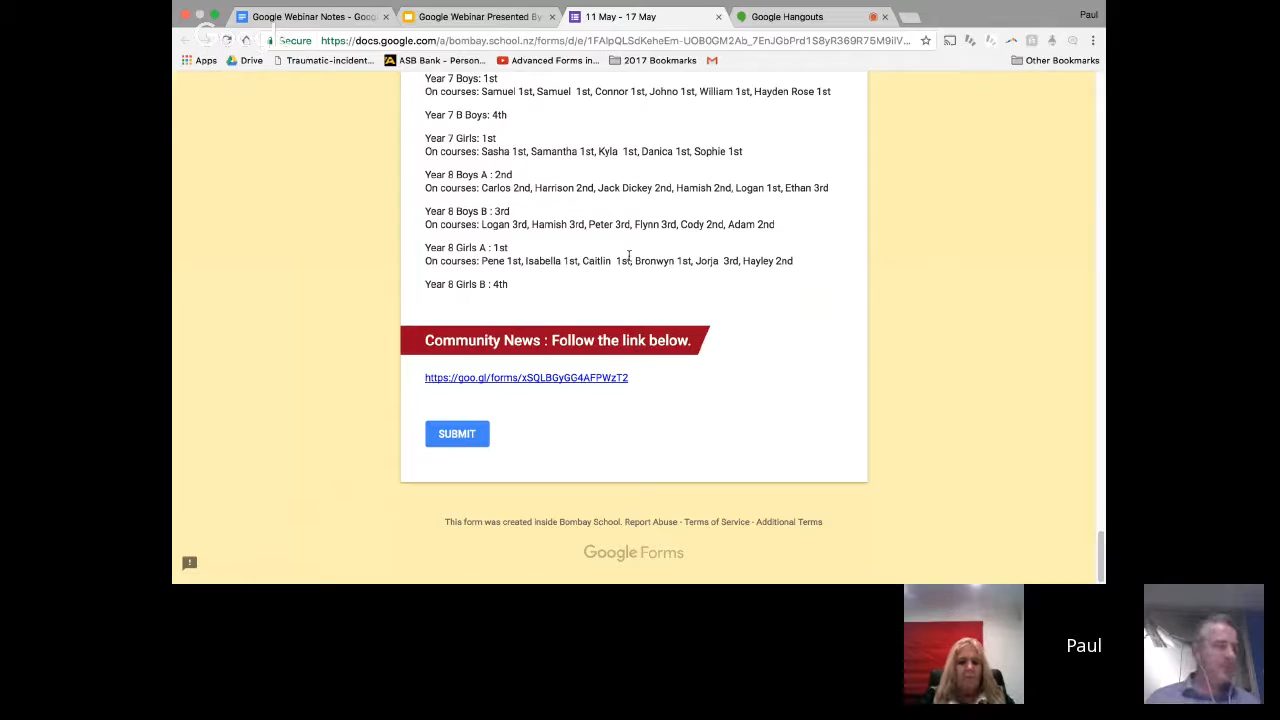 Google Webinar Notes - Goog
Google Webinar Presented By
11 May - 17 May
Google Hangouts
Paul
Secure
https://docs.google.com/a/bombay.school.nz/forms/d/e/1FAIpQLSdKeheEm-UOB0GM2Ab_7EnJGbPrd1S8yR369R75M9ilV...
Apps
Drive
Traumatic-incident...
ASB Bank - Person...
Advanced Forms in...
2017 Bookmarks
Other Bookmarks
Year 7 Boys: 1st
On courses: Samuel 1st, Samuel 1st, Connor 1st, Johno 1st, William 1st, Hayden Rose 1st
Year 7 B Boys: 4th
Year 7 Girls: 1st
On courses: Sasha 1st, Samantha 1st, Kyla 1st, Danica 1st, Sophie 1st
Year 8 Boys A : 2nd
On courses: Carlos 2nd, Harrison 2nd, Jack Dickey 2nd, Hamish 2nd, Logan 1st, Ethan 3rd
Year 8 Boys B : 3rd
On courses: Logan 3rd, Hamish 3rd, Peter 3rd, Flynn 3rd, Cody 2nd, Adam 2nd
Year 8 Girls A : 1st
On courses: Pene 1st, Isabella 1st, Caitlin 1st, Bronwyn 1st, Jorja 3rd, Hayley 2nd
Year 8 Girls B : 4th
Community News : Follow the link below.
https://goo.gl/forms/xSQLBGyGG4AFPWzT2
SUBMIT
This form was created inside Bombay School. Report Abuse - Terms of Service - Additional Terms
Google Forms
Paul